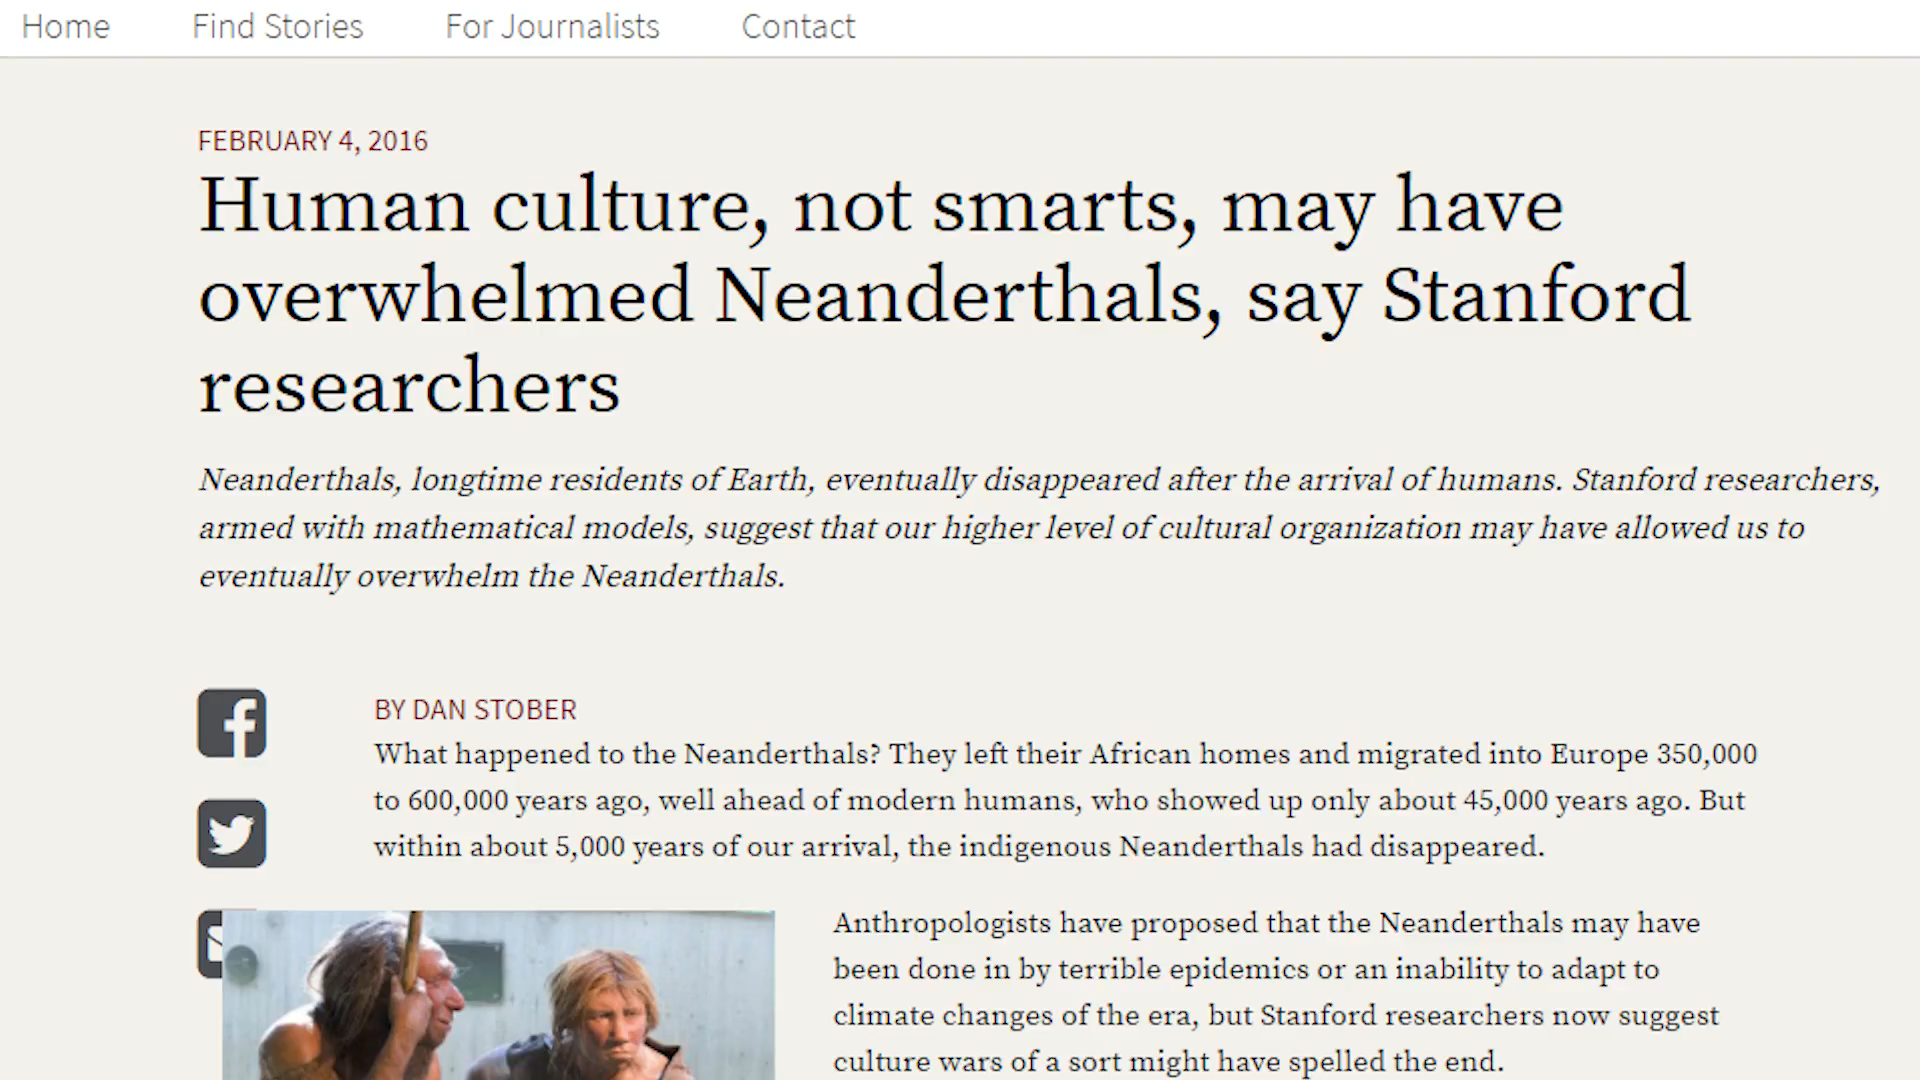 Home Find Stories For Journalists Contact
FEBRUARY 4, 2016
Human culture, not smarts, may have
overwhelmed Neanderthals, say Stanford
researchers
Neanderthals, longtime residents of Earth, eventually disappeared after the arrival of humans. Stanford researchers,
armed with mathematical models, suggest that our higher level of cultural organization may have allowed us to
eventually overwhelm the Neanderthals.
BY DAN STOBER
What happened to the Neanderthals? They left their African homes and migrated into Europe 350,000
to 600,000 years ago, well ahead of modern humans, who showed up only about 45,000 years ago. But
within about 5,000 years of our arrival, the indigenous Neanderthals had disappeared.
Anthropologists have proposed that the Neanderthals may have
been done in by terrible epidemics or an inability to adapt to
climate changes of the era, but Stanford researchers now suggest
culture wars of a sort might have spelled the end.